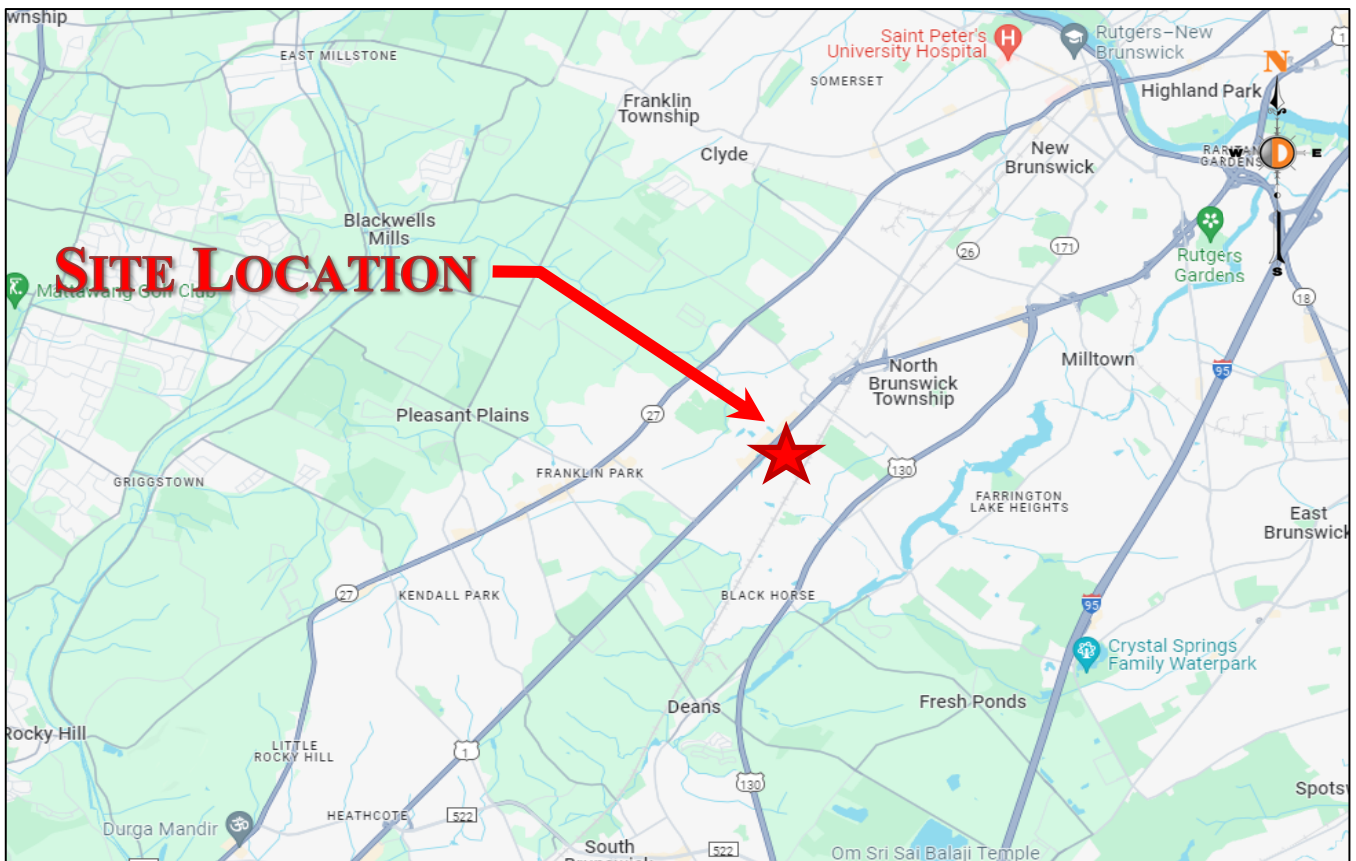 wnship
EAST MILLSTONE
Saint Peter's
University Hospital
H
Rutgers–New
Brunswick
1
SOMERSET
N
Highland Park
Franklin
Township
Clyde
New
Brunswick
RARITAN
GARDENS
W
D
E
S
Blackwells
Mills
26
171
Rutgers
Gardens
SITE LOCATION
Mattawang Golf Club
18
Milltown
North
Brunswick
Township
95
Pleasant Plains
27
FRANKLIN PARK
130
GRIGGSTOWN
FARRINGTON
LAKE HEIGHTS
East
Brunswick
27
KENDALL PARK
BLACK HORSE
95
Crystal Springs
Family Waterpark
Deans
Fresh Ponds
Rocky Hill
LITTLE
ROCKY HILL
1
130
Spots
HEATHCOTE
522
Durga Mandir
South
522
Om Sri Sai Balaji Temple